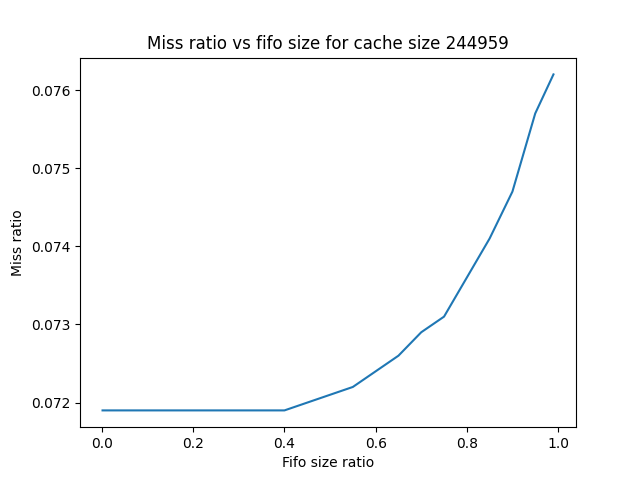 Miss ratio vs fifo size for cache size 244959
0.076
0.075
0.074
0.073
0.072
Miss ratio
0.0 0.2 0.4 0.6 0.8 1.0
Fifo size ratio